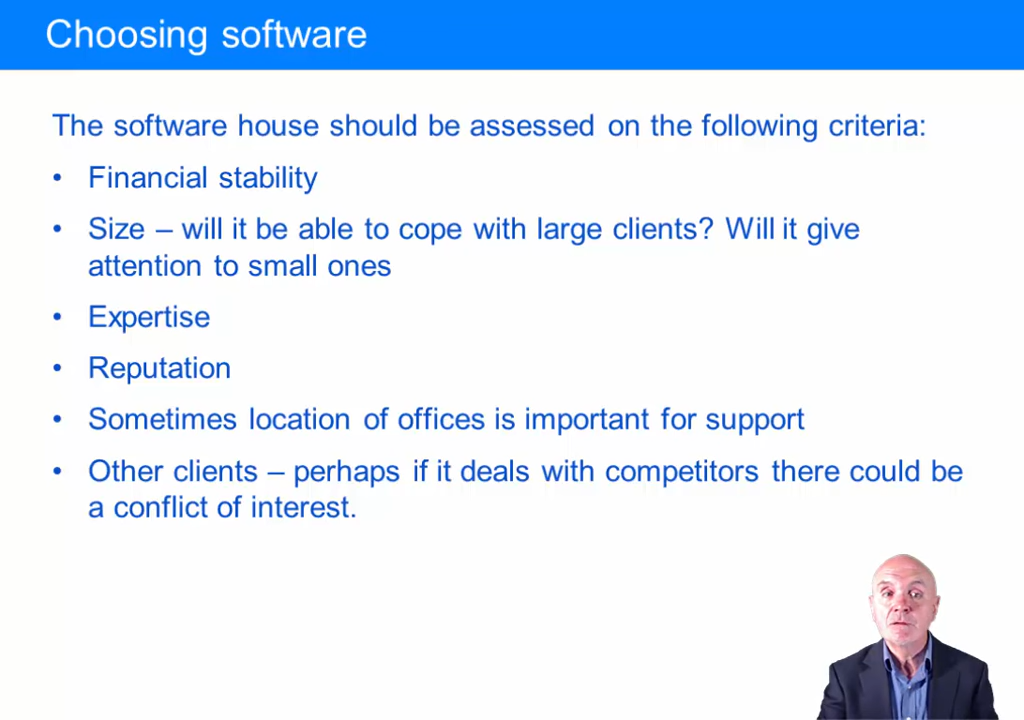 Choosing software
The software house should be assessed on the following criteria:
• Financial stability
• Size – will it be able to cope with large clients? Will it give
attention to small ones
• Expertise
• Reputation
• Sometimes location of offices is important for support
• Other clients – perhaps if it deals with competitors there could be
a conflict of interest.